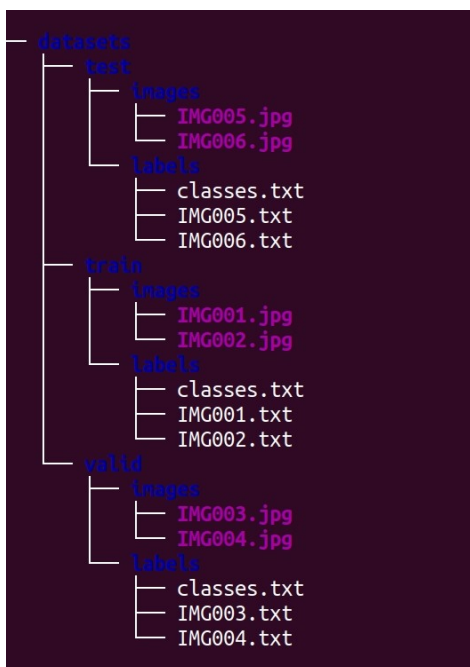 datasets
test
images
IMG005.jpg
IMG006.jpg
labels
classes.txt
IMG005.txt
IMG006.txt
train
images
IMG001.jpg
IMG002.jpg
labels
classes.txt
IMG001.txt
IMG002.txt
valid
images
IMG003.jpg
IMG004.jpg
labels
classes.txt
IMG003.txt
IMG004.txt